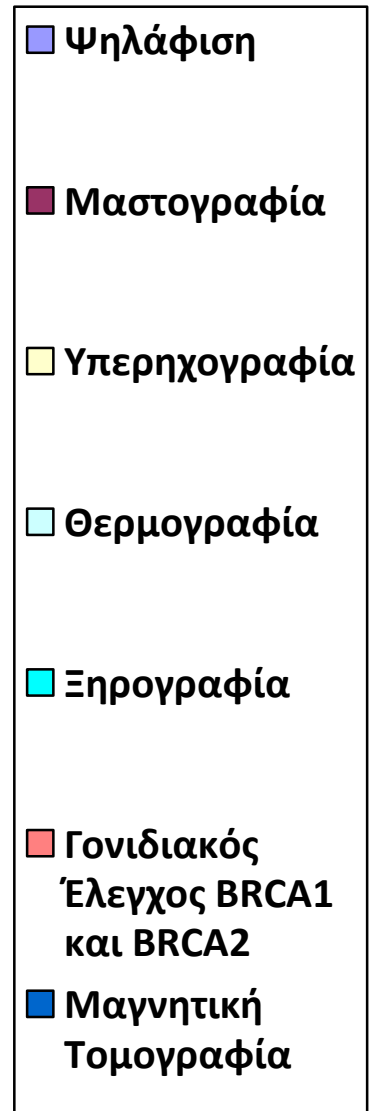 Ψηλάφιση
Μαστογραφία
Υπερηχογραφία
Θερμογραφία
Ξηρογραφία
Γονιδιακός
Έλεγχος BRCA1
και BRCA2
Μαγνητική
Τομογραφία